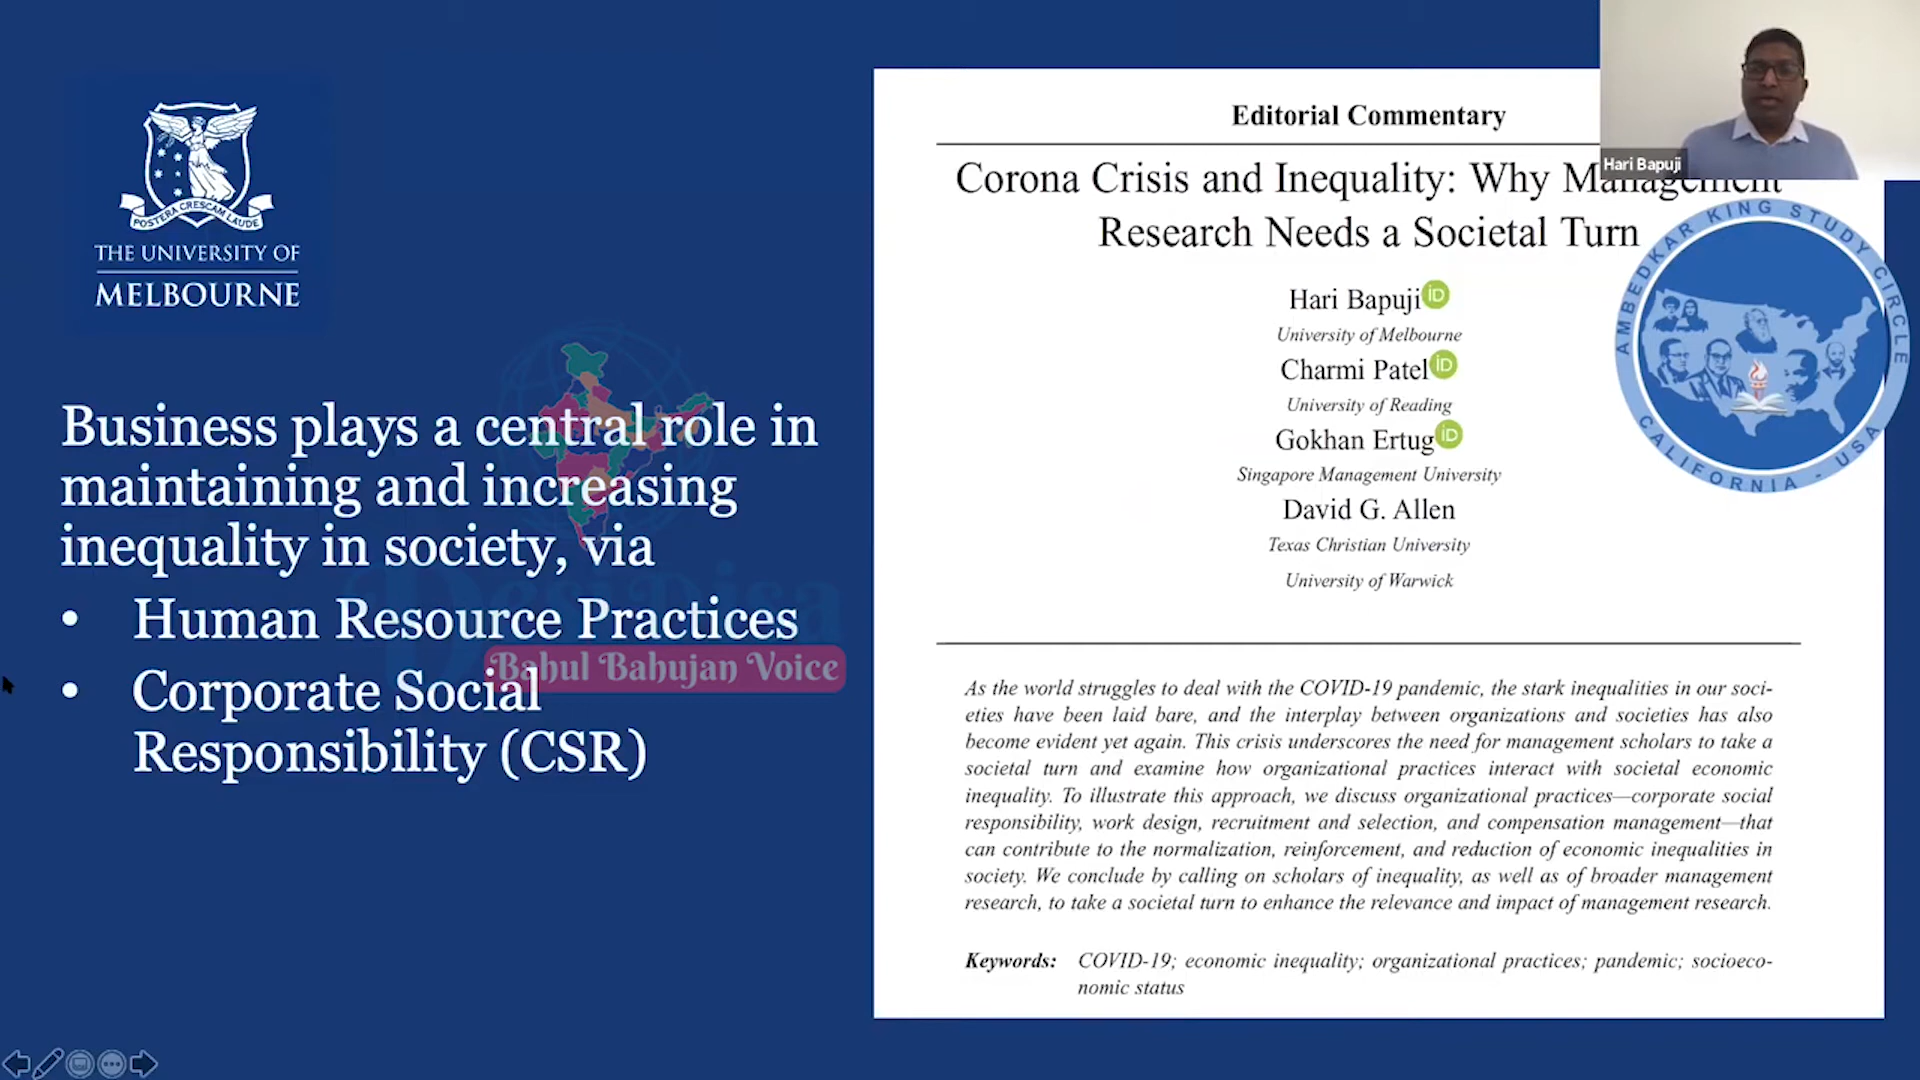 POSTERA CRESCAM LAUDE
THE UNIVERSITY OF
MELBOURNE
Business plays a central role in
maintaining and increasing
inequality in society, via
• Human Resource Practices
• Corporate Social
Responsibility (CSR)
DesiDisa
Bahul Bahujan Voice
Editorial Commentary
Corona Crisis and Inequality: Why Management
Research Needs a Societal Turn
Hari Bapuji iD
University of Melbourne
Charmi Patel iD
University of Reading
Gokhan Ertug iD
Singapore Management University
David G. Allen
Texas Christian University
University of Warwick
As the world struggles to deal with the COVID-19 pandemic, the stark inequalities in our soci-
eties have been laid bare, and the interplay between organizations and societies has also
become evident yet again. This crisis underscores the need for management scholars to take a
societal turn and examine how organizational practices interact with societal economic
inequality. To illustrate this approach, we discuss organizational practices—corporate social
responsibility, work design, recruitment and selection, and compensation management—that
can contribute to the normalization, reinforcement, and reduction of economic inequalities in
society. We conclude by calling on scholars of inequality, as well as of broader management
research, to take a societal turn to enhance the relevance and impact of management research.
Keywords: COVID-19; economic inequality; organizational practices; pandemic; socioeco-
nomic status
Hari Bapuji
AMBEDKAR KING STUDY CIRCLE
CALIFORNIA - USA